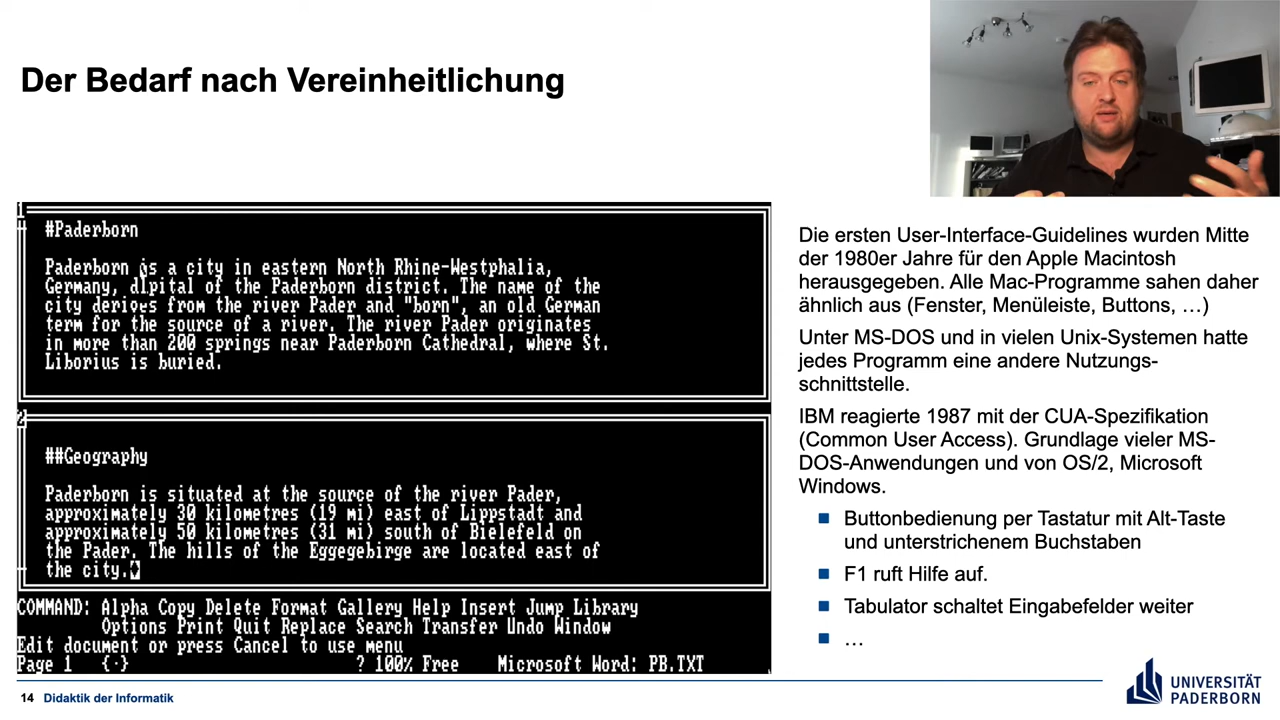 Der Bedarf nach Vereinheitlichung
1
#Paderborn
Paderborn is a city in eastern North Rhine-Westphalia,
Germany, dipital of the Paderborn district. The name of the
city derives from the river Pader and "born", an old German
term for the source of a river. The river Pader originates
in more than 200 springs near Paderborn Cathedral, where St.
Liborius is buried.
2
##Geography
Paderborn is situated at the source of the river Pader,
approximately 30 kilometres (19 mi) east of Lippstadt and
approximately 50 kilometres (31 mi) south of Bielefeld on
the Pader. The hills of the Eggegebirge are located east of
the city.
COMMAND: Alpha Copy Delete Format Gallery Help Insert Jump Library
Options Print Quit Replace Search Transfer Undo Window
Edit document or press Cancel to use menu
Page 1 {·} ? 100% Free Microsoft Word: PB.TXT
Die ersten User-Interface-Guidelines wurden Mitte
der 1980er Jahre für den Apple Macintosh
herausgegeben. Alle Mac-Programme sahen daher
ähnlich aus (Fenster, Menüleiste, Buttons, …)
Unter MS-DOS und in vielen Unix-Systemen hatte
jedes Programm eine andere Nutzungs-
schnittstelle.
IBM reagierte 1987 mit der CUA-Spezifikation
(Common User Access). Grundlage vieler MS-
DOS-Anwendungen und von OS/2, Microsoft
Windows.
Buttonbedienung per Tastatur mit Alt-Taste
und unterstrichenem Buchstaben
F1 ruft Hilfe auf.
Tabulator schaltet Eingabefelder weiter
…
14 Didaktik der Informatik
UNIVERSITÄT
PADERBORN